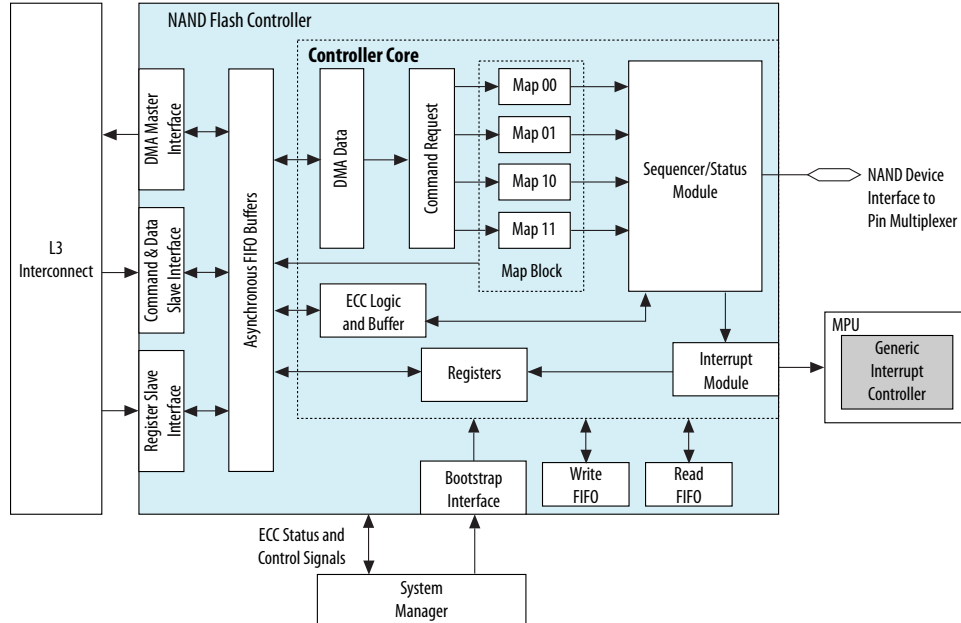 NAND Flash Controller
Controller Core
L3
Interconnect
DMA Master
Interface
Command & Data
Slave Interface
Register Slave
Interface
Asynchronous FIFO Buffers
DMA Data
Command Request
Map 00
Map 01
Map 10
Map 11
Map Block
Sequencer/Status
Module
NAND Device
Interface to
Pin Multiplexer
ECC Logic
and Buffer
Registers
Interrupt
Module
MPU
Generic
Interrupt
Controller
Bootstrap
Interface
Write
FIFO
Read
FIFO
ECC Status and
Control Signals
System
Manager